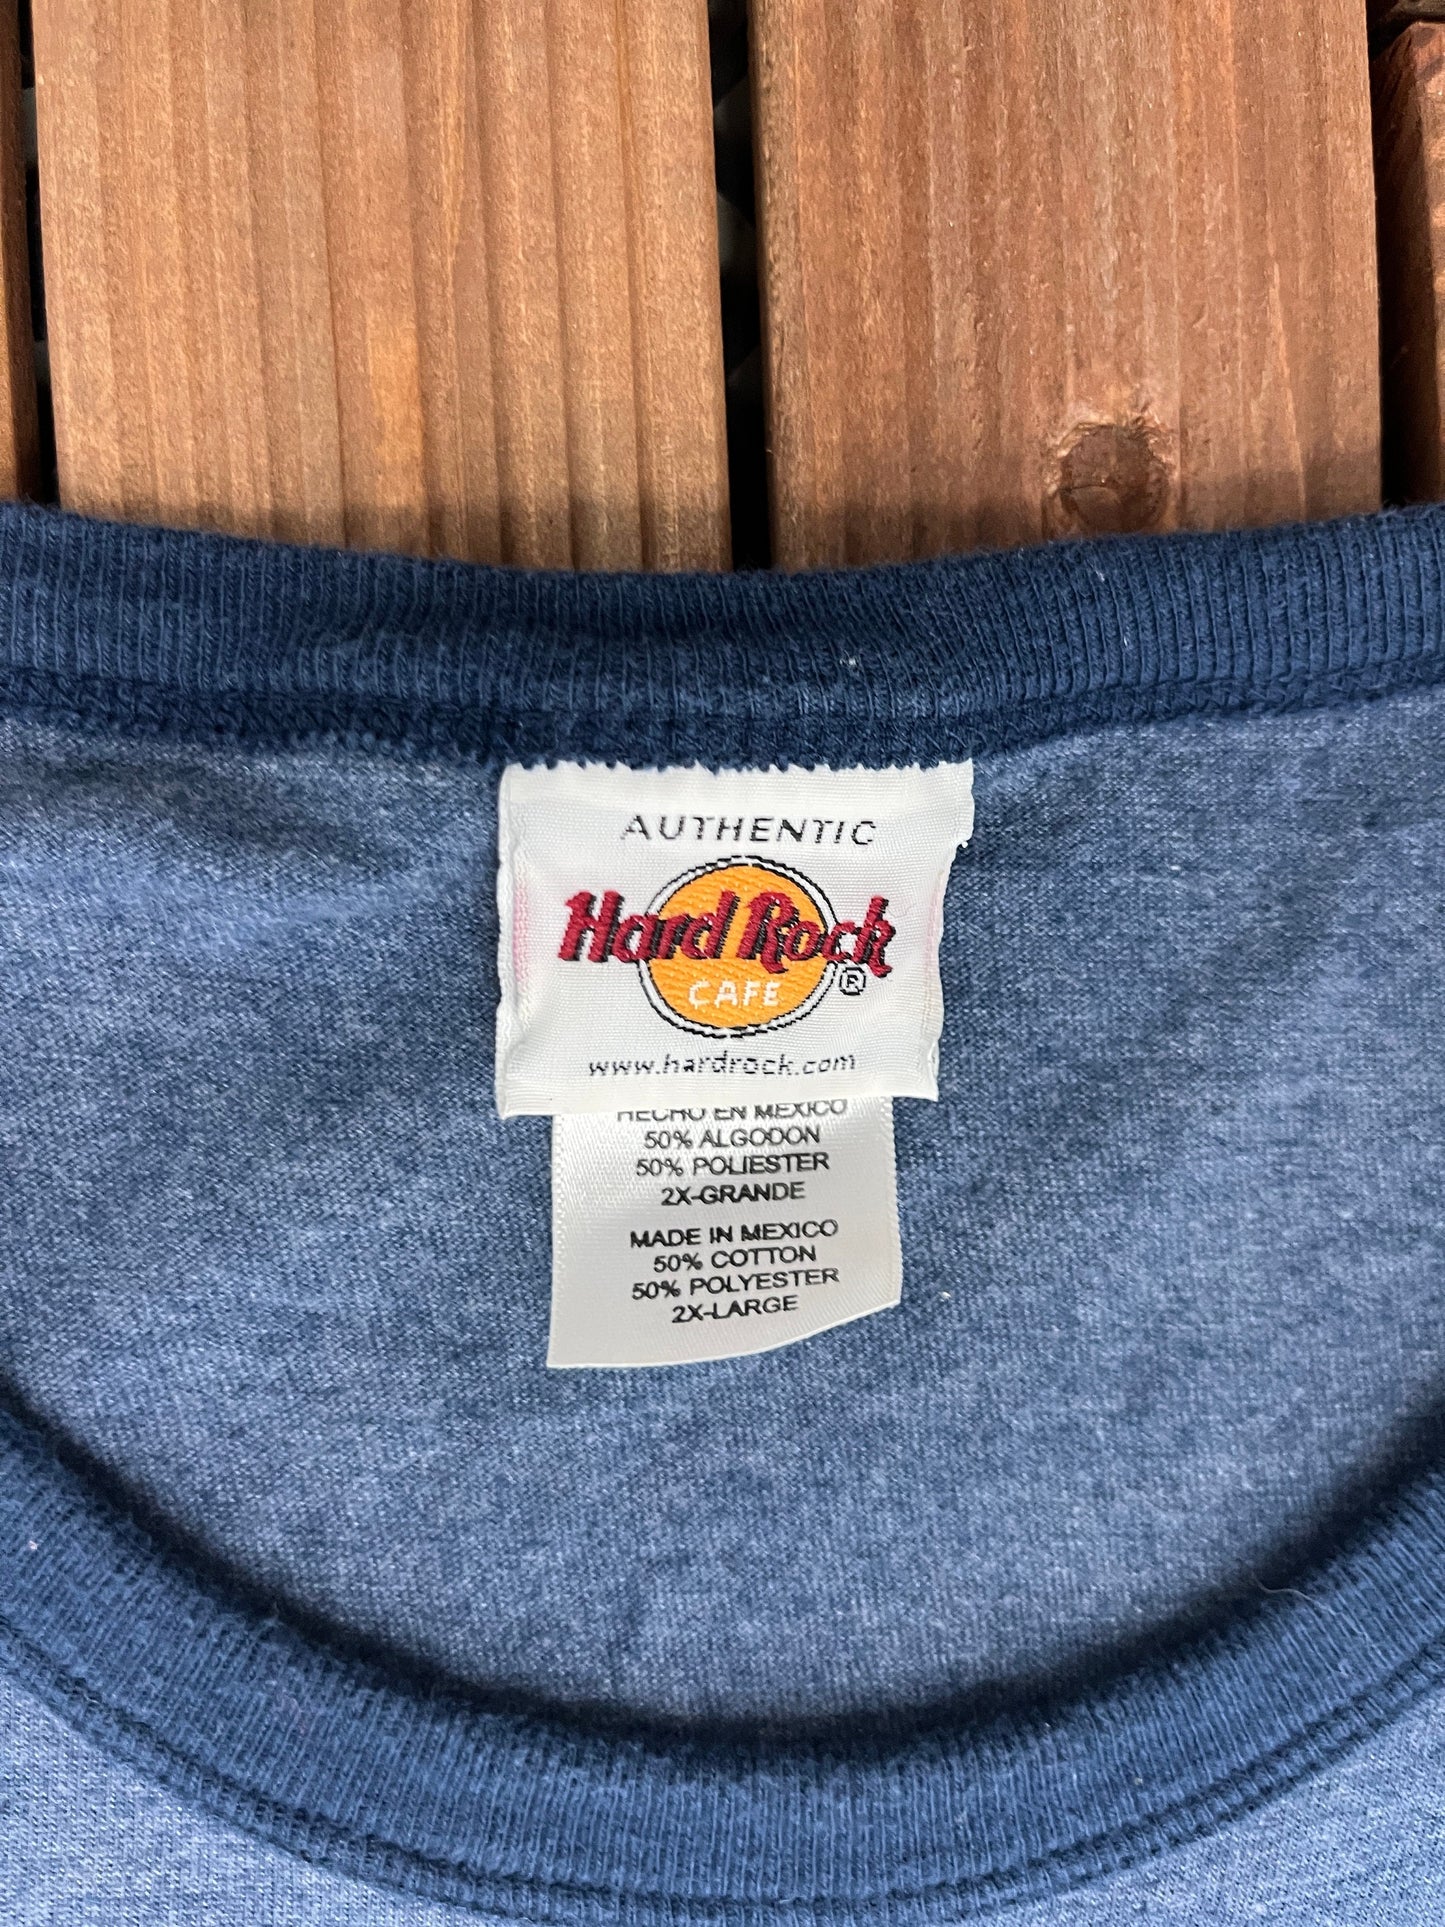 AUTHENTIC
Hard Rock
CAFE ®
www.hardrock.com
HECHO EN MEXICO
50% ALGODON
50% POLIESTER
2X-GRANDE
MADE IN MEXICO
50% COTTON
50% POLYESTER
2X-LARGE